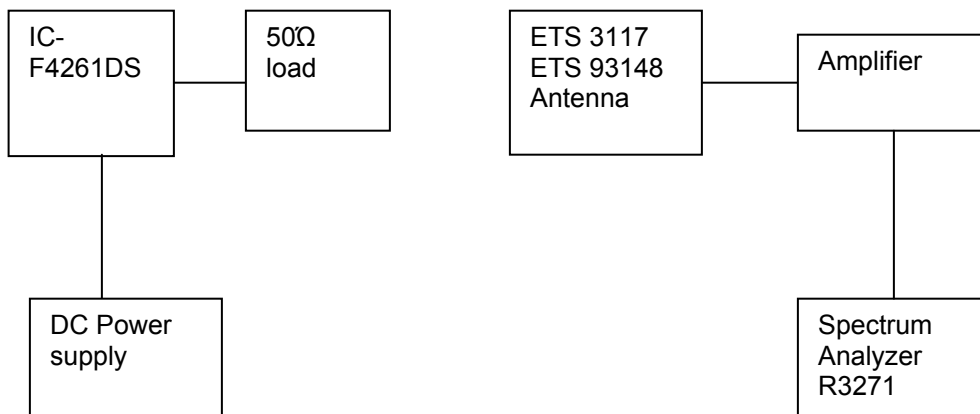 IC-
F4261DS
50Ω
load
ETS 3117
ETS 93148
Antenna
Amplifier
DC Power
supply
Spectrum
Analyzer
R3271